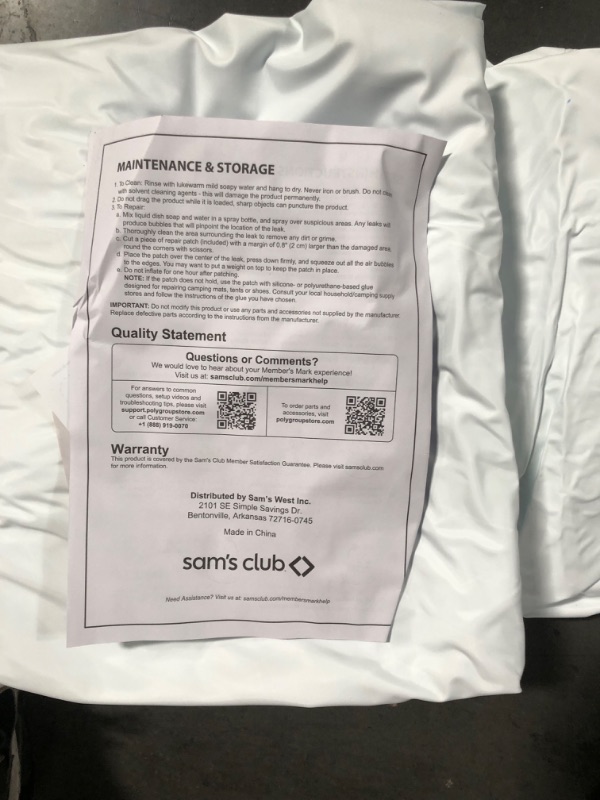 MAINTENANCE & STORAGE
1. To Clean: Rinse with lukewarm mild soapy water and hang to dry. Never iron or brush. Do not
with solvent cleaning agents - this will damage the product permanently.
2. Do not drag the product while it is loaded, sharp objects can puncture the product.
3. To Repair:
a. Mix liquid dish soap and water in a spray bottle, and spray over suspicious areas. Any leaks will
produce bubbles that will pinpoint the location of the leak.
b. Thoroughly clean the area surrounding the leak to remove any dirt or grime.
c. Cut a piece of repair patch (included) with a margin of 0.8" (2 cm) larger than the damaged area,
round the corners with scissors.
d. Place the patch over the center of the leak, press down firmly, and squeeze out all the air bubbles
to the edges. You may want to put a weight on top to keep the patch in place.
e. Do not inflate for one hour after patching.
NOTE: If the patch does not hold, use the patch with silicone- or polyurethane-based glue
designed for repairing camping mats, tents or shoes. Consult your local household/camping supply
stores and follow the instructions of the glue you have chosen.
IMPORTANT: Do not modify this product or use any parts and accessories not supplied by the manufacturer.
Replace defective parts according to the instructions from the manufacturer.
Quality Statement
Questions or Comments?
We would love to hear about your Member's Mark experience!
Visit us at: samsclub.com/membersmarkhelp
For answers to common
questions, setup videos and
troubleshooting tips, please visit
support.polygroupstore.com
or call Customer Service:
+1 (888) 919-0070
To order parts and
accessories, visit
polygroupstore.com
Warranty
This product is covered by the Sam's Club Member Satisfaction Guarantee. Please visit samsclub.com
for more information.
Distributed by Sam's West Inc.
2101 SE Simple Savings Dr.
Bentonville, Arkansas 72716-0745
Made in China
sam's club
Need Assistance? Visit us at: samsclub.com/membersmarkhelp